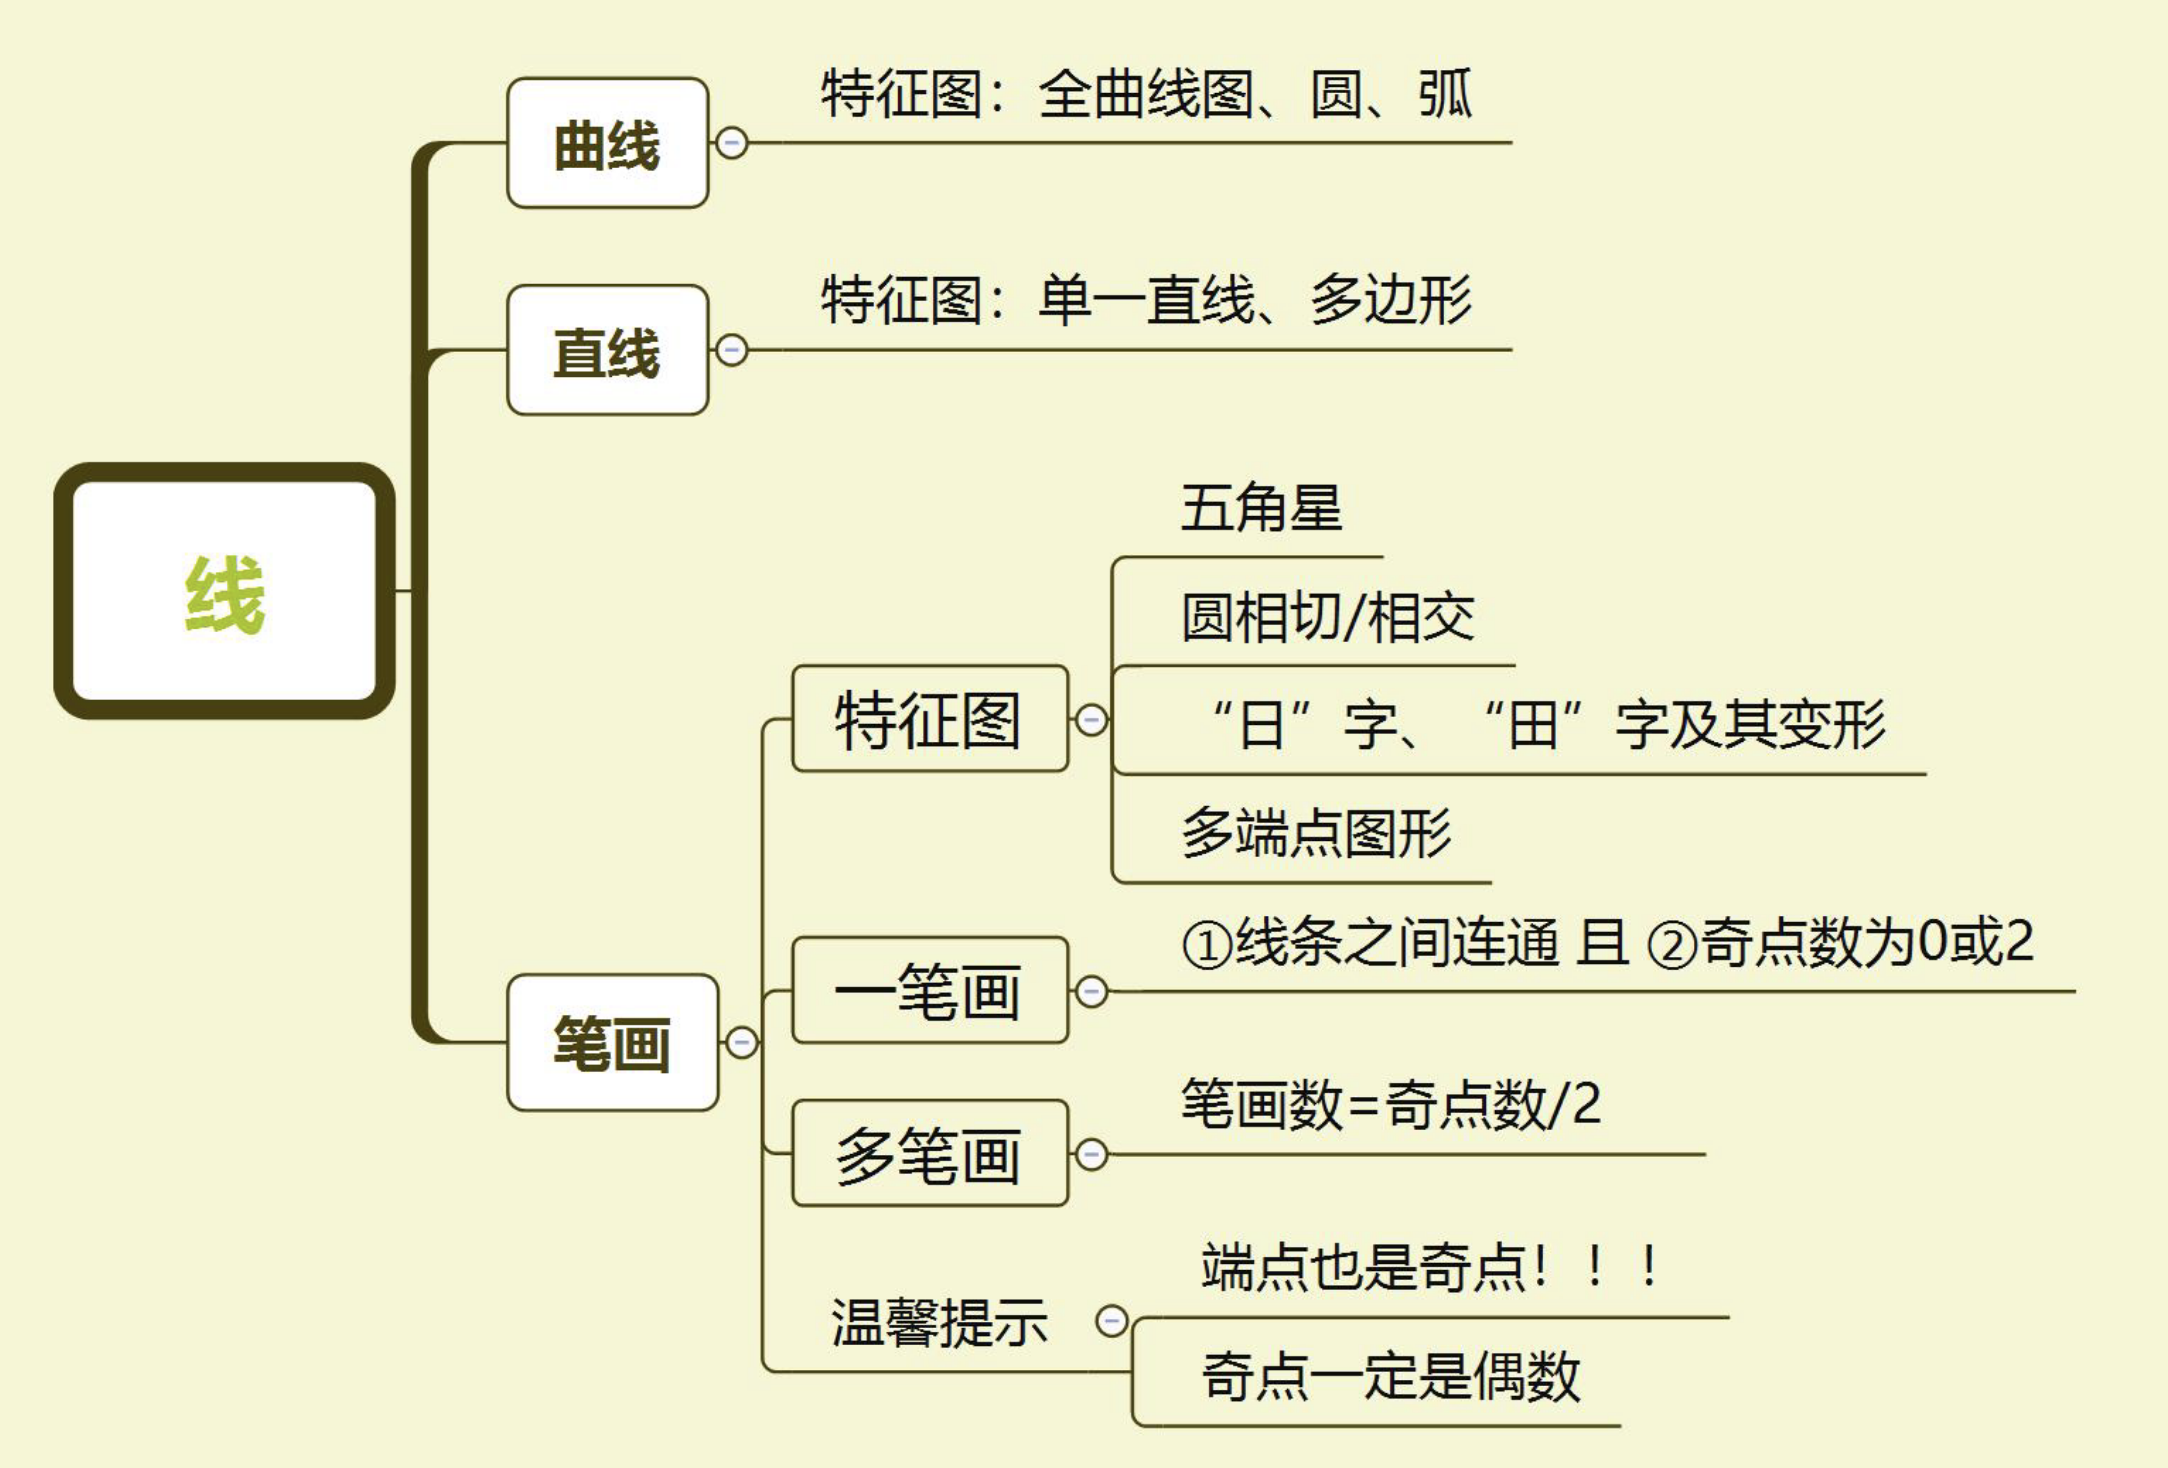 线
曲线
特征图：全曲线图、圆、弧
直线
特征图：单一直线、多边形
笔画
特征图
五角星
圆相切/相交
“日”字、“田”字及其变形
多端点图形
一笔画
①线条之间连通 且 ②奇点数为0或2
多笔画
笔画数=奇点数/2
温馨提示
端点也是奇点！！！
奇点一定是偶数